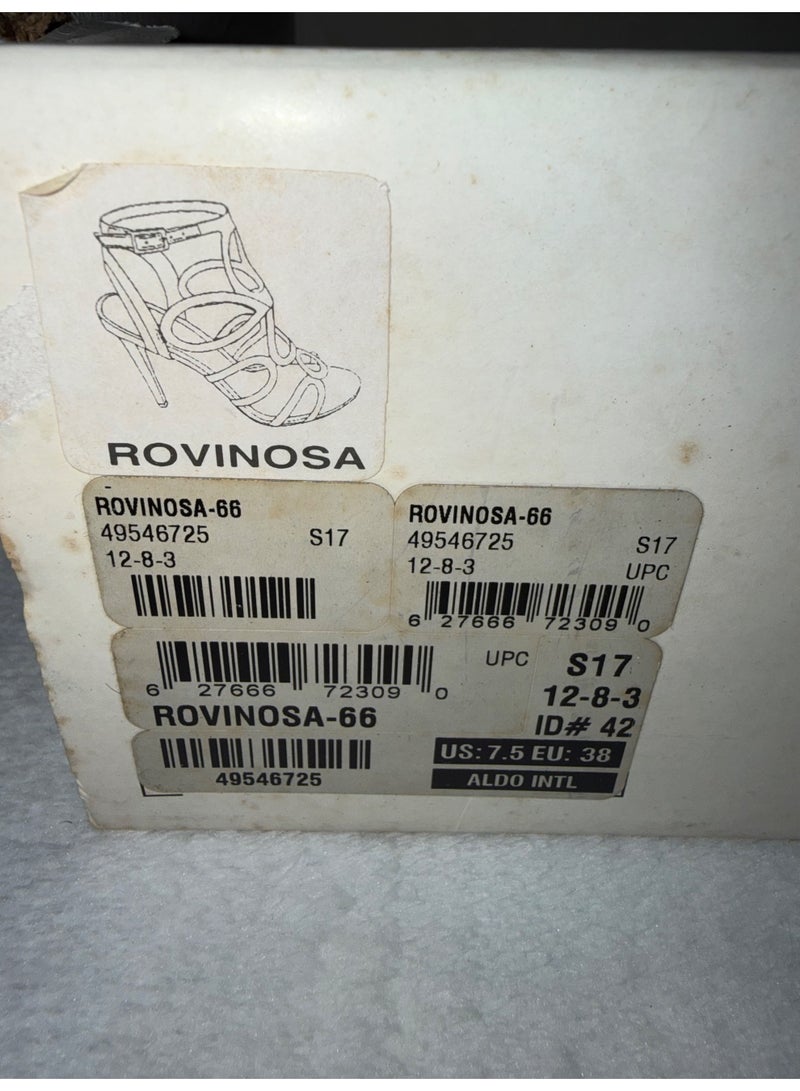 ROVINOSA
ROVINOSA-66
49546725 S17
12-8-3
ROVINOSA-66
49546725 S17
12-8-3 UPC
6 27666 72309 0
UPC S17
6 27666 72309 0 12-8-3
ROVINOSA-66 ID# 42
US: 7.5 EU: 38
49546725 ALDO INTL